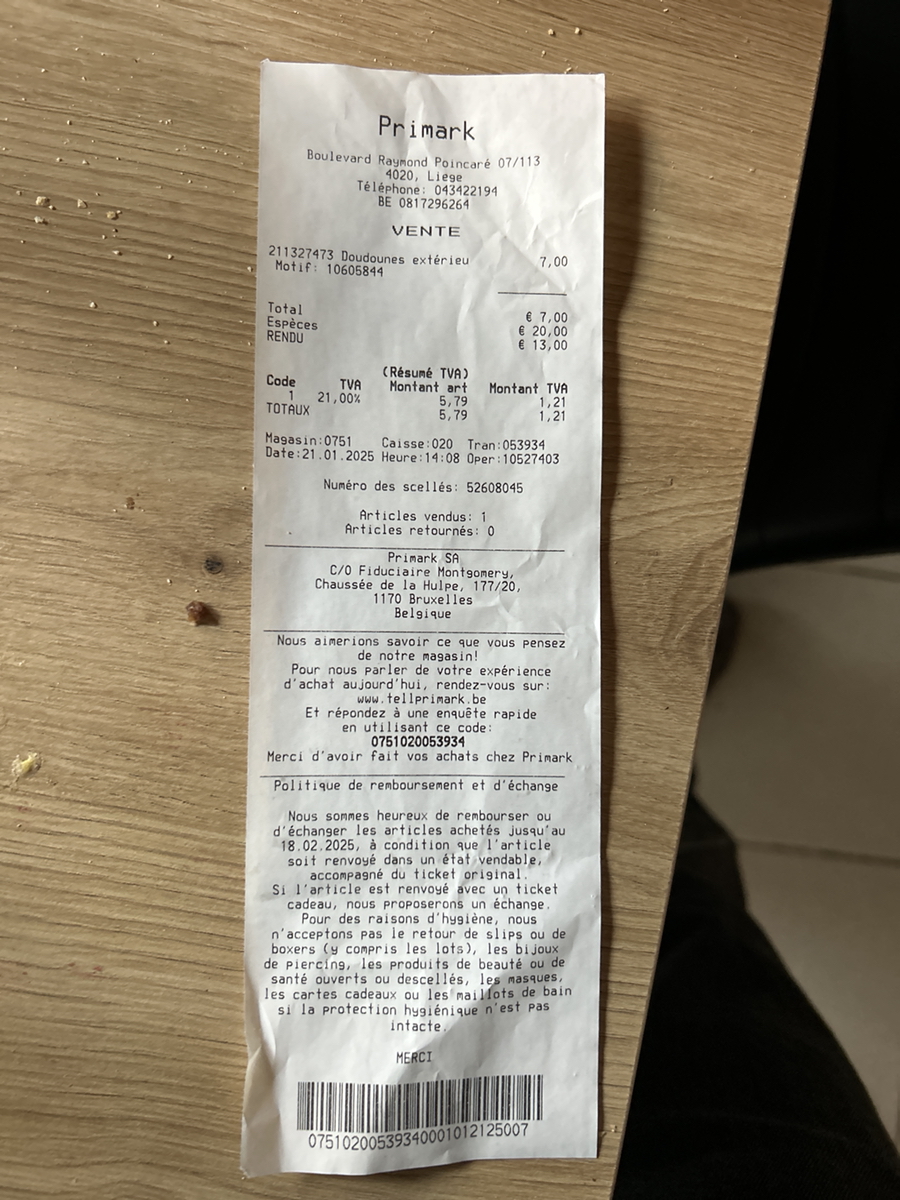 Primark
Boulevard Raymond Poincaré 07/113
4020, Liege
Téléphone: 043422194
BE 0817296264
VENTE
211327473 Doudounes extérieu 7,00
Motif: 10605844
Total € 7,00
Espèces € 20,00
RENDU € 13,00
(Résumé TVA)
Code TVA Montant art Montant TVA
1 21,00% 5,79 1,21
TOTAUX 5,79 1,21
Magasin:0751 Caisse:020 Tran:053934
Date:21.01.2025 Heure:14:08 Oper:10527403
Numéro des scellés: 52608045
Articles vendus: 1
Articles retournés: 0
Primark SA
C/O Fiduciaire Montgomery,
Chaussée de la Hulpe, 177/20,
1170 Bruxelles
Belgique
Nous aimerions savoir ce que vous pensez
de notre magasin!
Pour nous parler de votre expérience
d'achat aujourd'hui, rendez-vous sur:
www.tellprimark.be
Et répondez à une enquête rapide
en utilisant ce code:
0751020053934
Merci d'avoir fait vos achats chez Primark
Politique de remboursement et d'échange
Nous sommes heureux de rembourser ou
d'échanger les articles achetés jusqu'au
18.02.2025, à condition que l'article
soit renvoyé dans un état vendable,
accompagné du ticket original.
Si l'article est renvoyé avec un ticket
cadeau, nous proposerons un échange.
Pour des raisons d'hygiène, nous
n'acceptons pas le retour de slips ou de
boxers (y compris les lots), les bijoux
de piercing, les produits de beauté ou de
santé ouverts ou descellés, les masques,
les cartes cadeaux ou les maillots de bain
si la protection hygiénique n'est pas
intacte.
MERCI
07510200539340001012125007